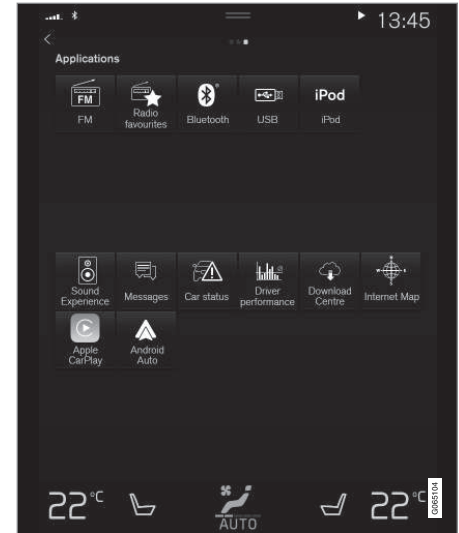 13:45
Applications
FM
FM
Radio
favourites
Bluetooth
USB
iPod
iPod
Sound
Experience
Messages
Car status
Driver
performance
Download
Centre
Internet Map
Apple
CarPlay
Android
Auto
22°C
AUTO
22°C
G065104